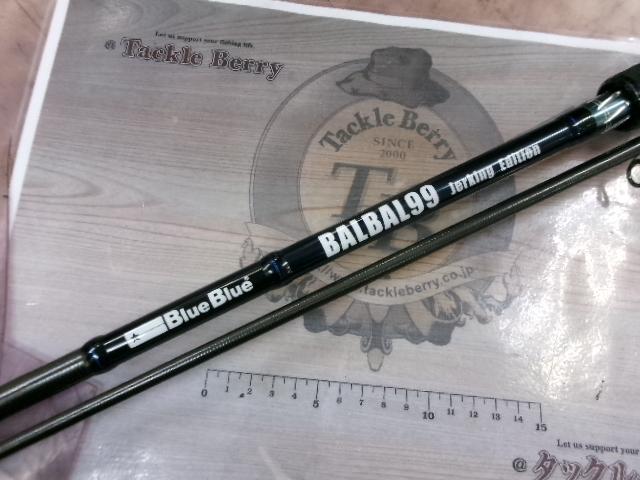 Let us support your fishing life.
@ Tackle Berry
Tackle Berry
SINCE
2000
TB
BALBAL99 Jerking Edition
BlueBlue
tackleberry.co.jp
0 1 2 3 4 5 6 7 8 9 10 11 12 13 14 15
Let us support your
@ タックル